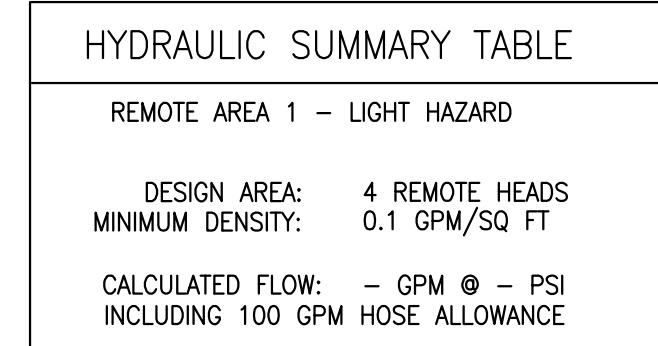 HYDRAULIC SUMMARY TABLE
REMOTE AREA 1 – LIGHT HAZARD
DESIGN AREA: 4 REMOTE HEADS
MINIMUM DENSITY: 0.1 GPM/SQ FT
CALCULATED FLOW: – GPM @ – PSI
INCLUDING 100 GPM HOSE ALLOWANCE